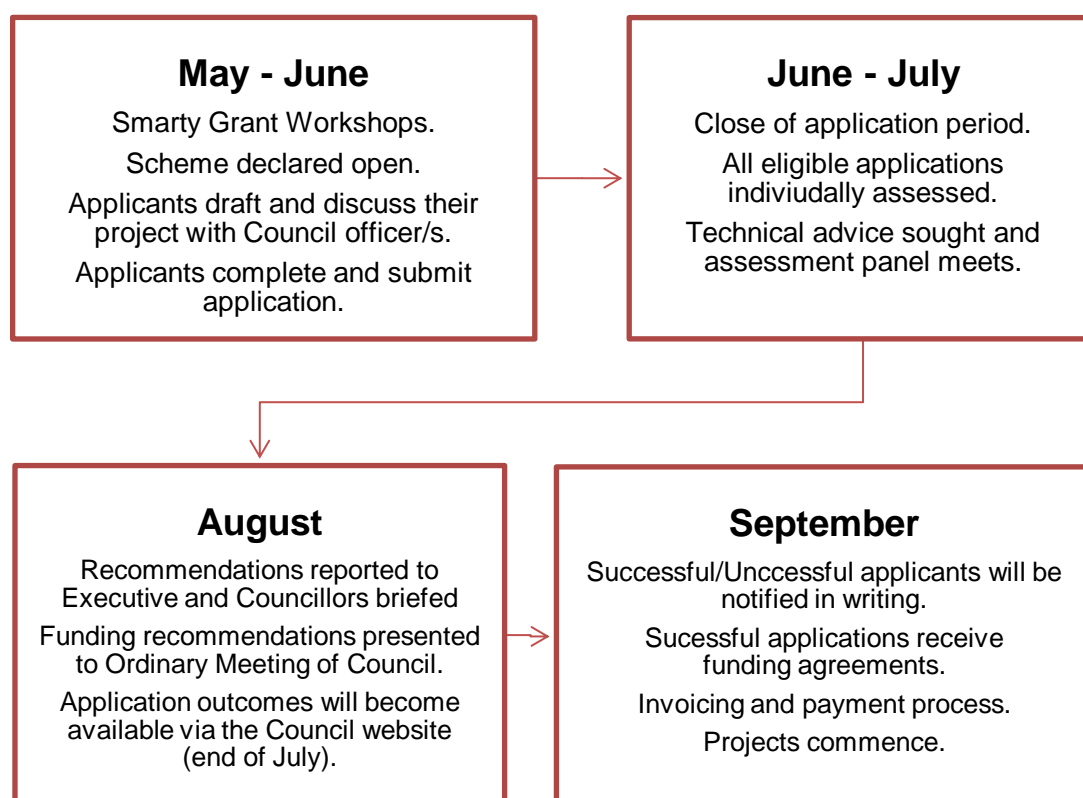 May - June
Smarty Grant Workshops.
Scheme declared open.
Applicants draft and discuss their
project with Council officer/s.
Applicants complete and submit
application.
June - July
Close of application period.
All eligible applications
indiviudally assessed.
Technical advice sought and
assessment panel meets.
August
Recommendations reported to
Executive and Councillors briefed
Funding recommendations presented
to Ordinary Meeting of Council.
Application outcomes will become
available via the Council website
(end of July).
September
Successful/Unccessful applicants will be
notified in writing.
Sucessful applications receive
funding agreements.
Invoicing and payment process.
Projects commence.